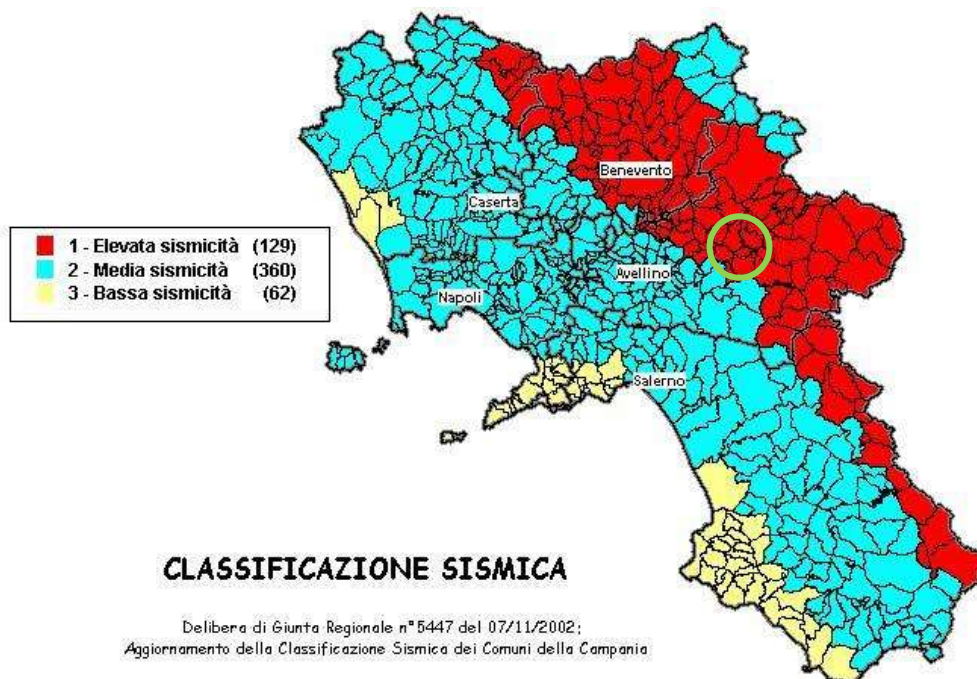 Benevento
Caserta
1 - Elevata sismicità (129)
2 - Media sismicità (360)
3 - Bassa sismicità (62)
Avellino
Napoli
Salerno
CLASSIFICAZIONE SISMICA
Delibera di Giunta Regionale n°5447 del 07/11/2002;
Aggiornamento della Classificazione Sismica dei Comuni della Campania